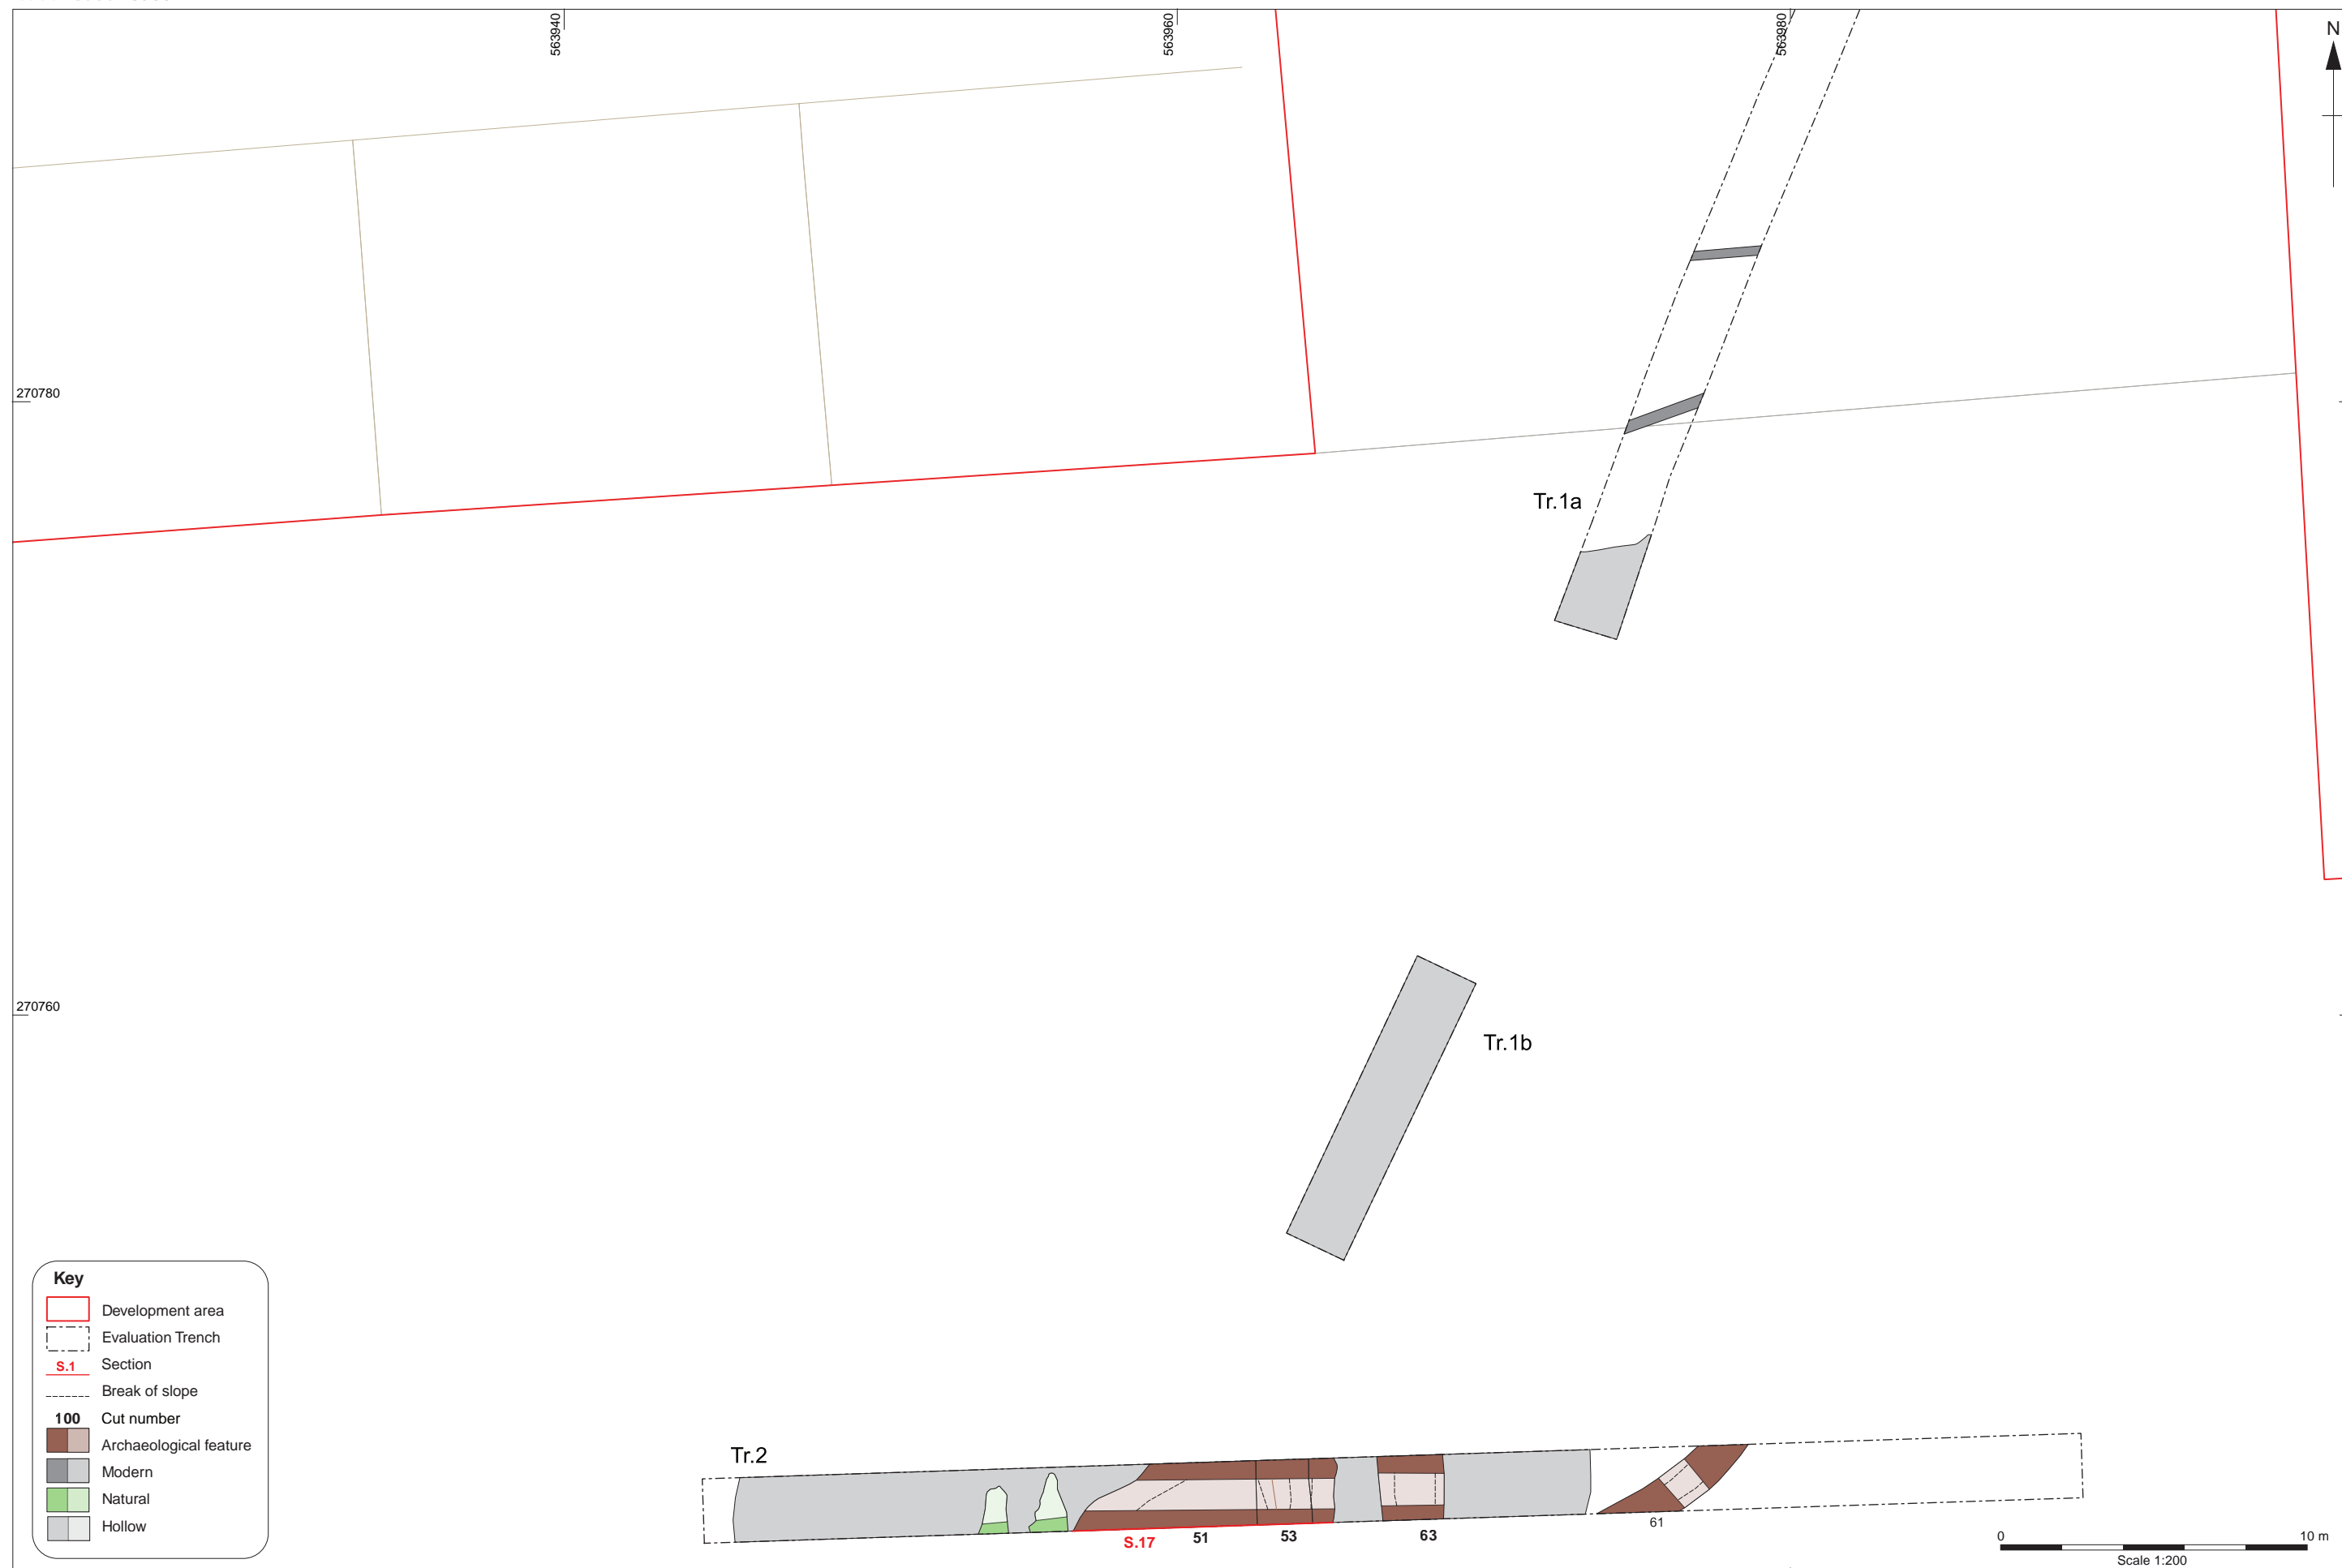 563940
563960
563980
N
270780
Tr.1a
270760
Tr.1b
Key
Development area
Evaluation Trench
S.1 Section
Break of slope
100 Cut number
Archaeological feature
Modern
Natural
Hollow
Tr.2
S.17
51
53
63
61
0 10 m
Scale 1:200